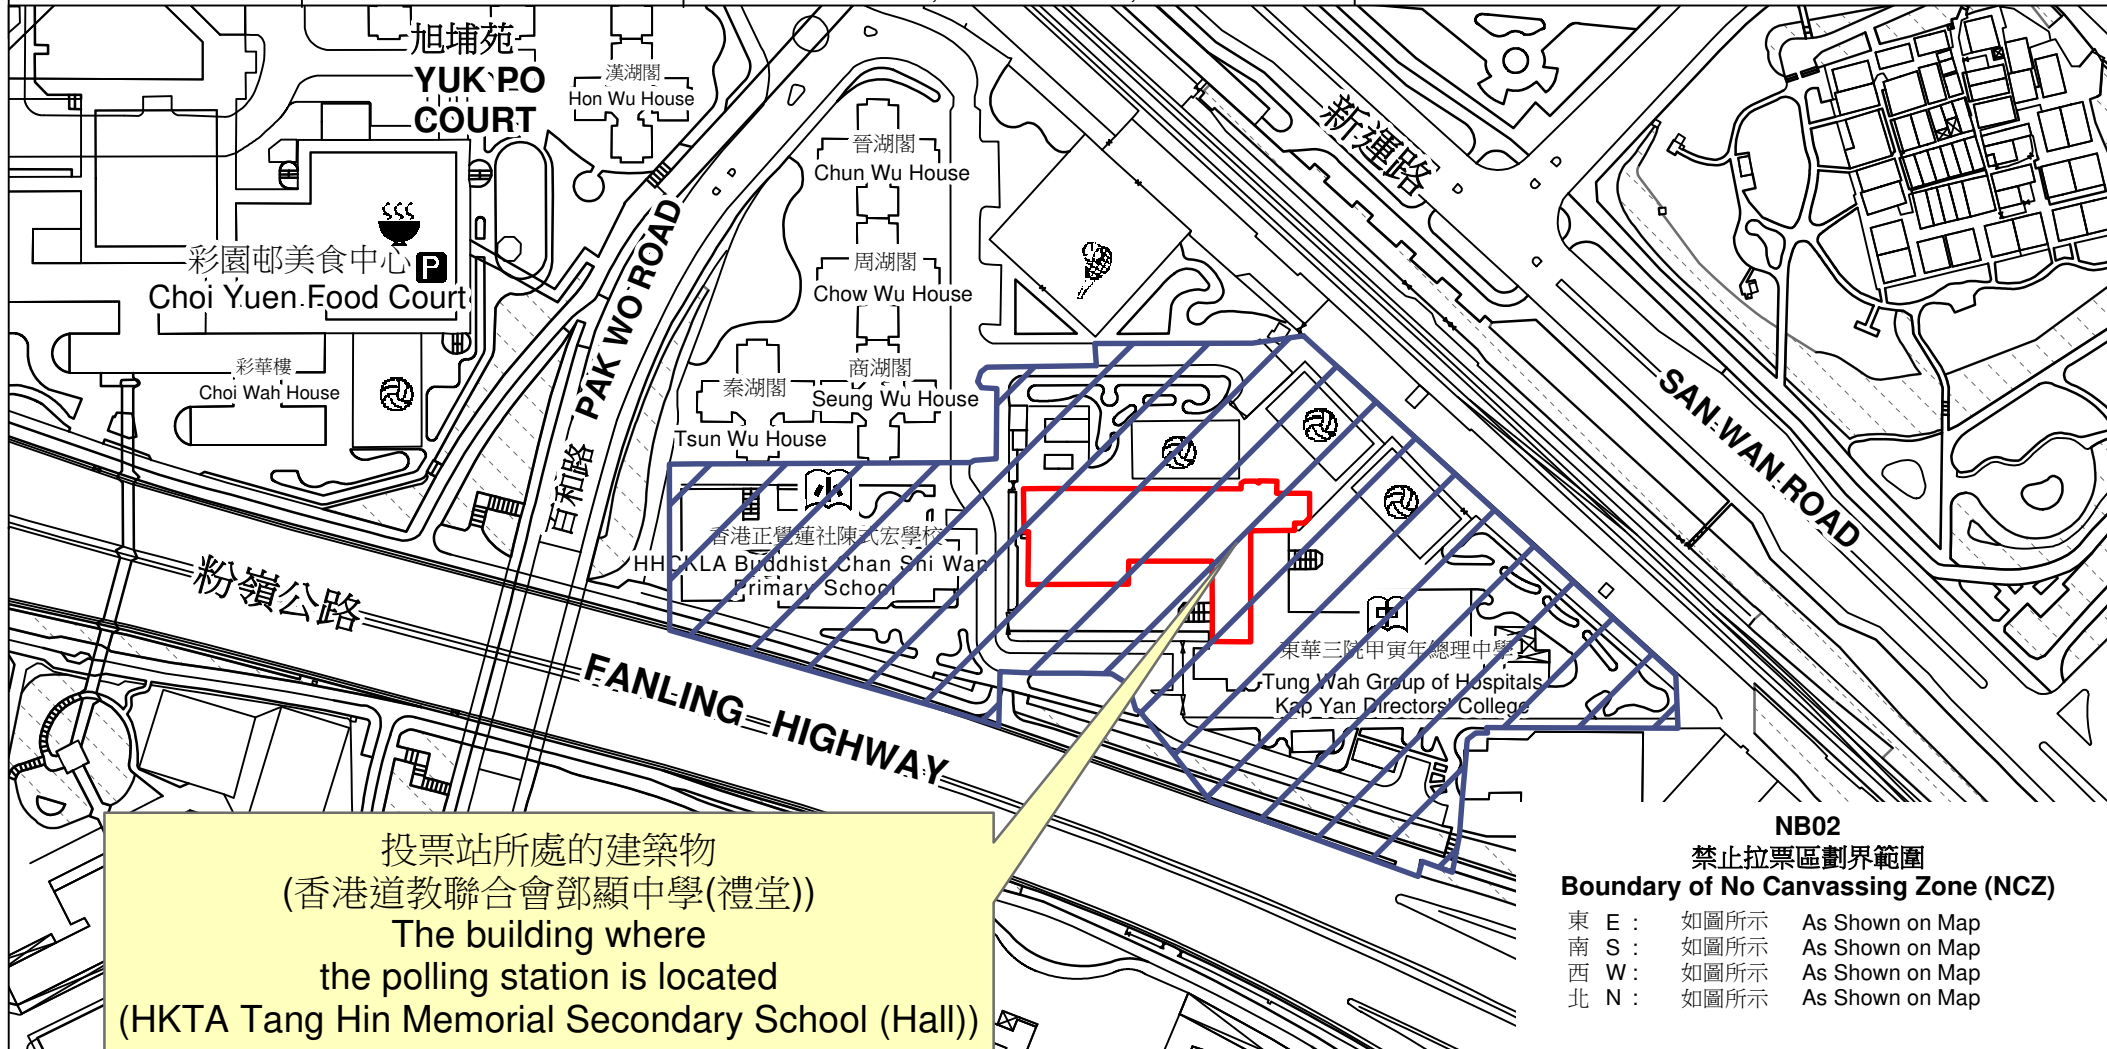 旭埔苑
YUK PO
COURT
漢湖閣
Hon Wu House
晉湖閣
Chun Wu House
周湖閣
Chow Wu House
商湖閣
Seung Wu House
秦湖閣
Tsun Wu House
彩園邨美食中心
P
Choi Yuen Food Court
彩華樓
Choi Wah House
百和路 PAK WO ROAD
新運路
SAN WAN ROAD
粉嶺公路
FANLING HIGHWAY
小
香港正覺蓮社陳式宏學校
HHCKLA Buddhist Chan Shi Wan
Primary School
中
東華三院甲寅年總理中學
Tung Wah Group of Hospitals
Kap Yan Directors' College
投票站所處的建築物
(香港道教聯合會鄧顯中學(禮堂))
The building where
the polling station is located
(HKTA Tang Hin Memorial Secondary School (Hall))
NB02
禁止拉票區劃界範圍
Boundary of No Canvassing Zone (NCZ)
東 E : 如圖所示 As Shown on Map
南 S : 如圖所示 As Shown on Map
西 W : 如圖所示 As Shown on Map
北 N : 如圖所示 As Shown on Map